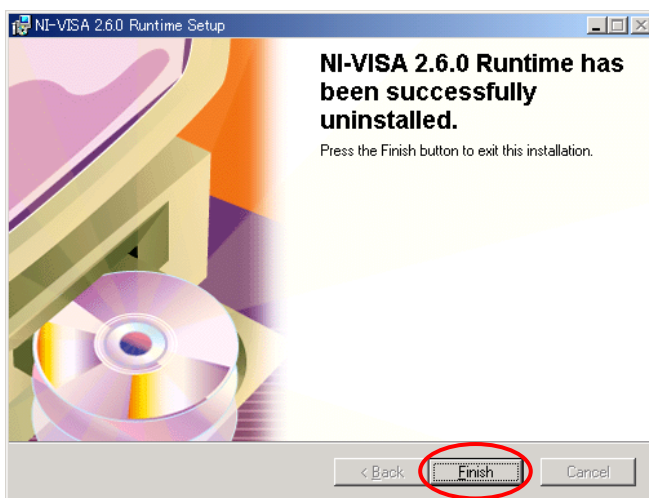 NI-VISA 2.6.0 Runtime Setup
NI-VISA 2.6.0 Runtime has
been successfully
uninstalled.
Press the Finish button to exit this installation.
< Back
Finish
Cancel